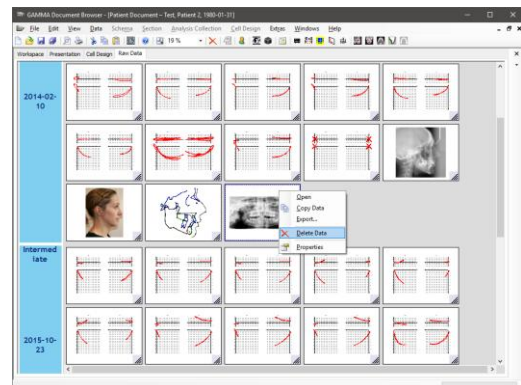 GAMMA Document Browser - [Patient Document - Test, Patient 2, 1980-01-31]
File Edit View Data Schema Section Analysis Collection Cell Design Extras Windows Help
19 %
Workspace Presentation Cell Design Raw Data
2014-02-
10
Open
Copy Data
Export...
Delete Data
Properties
Intermed
iate
2015-10-
23